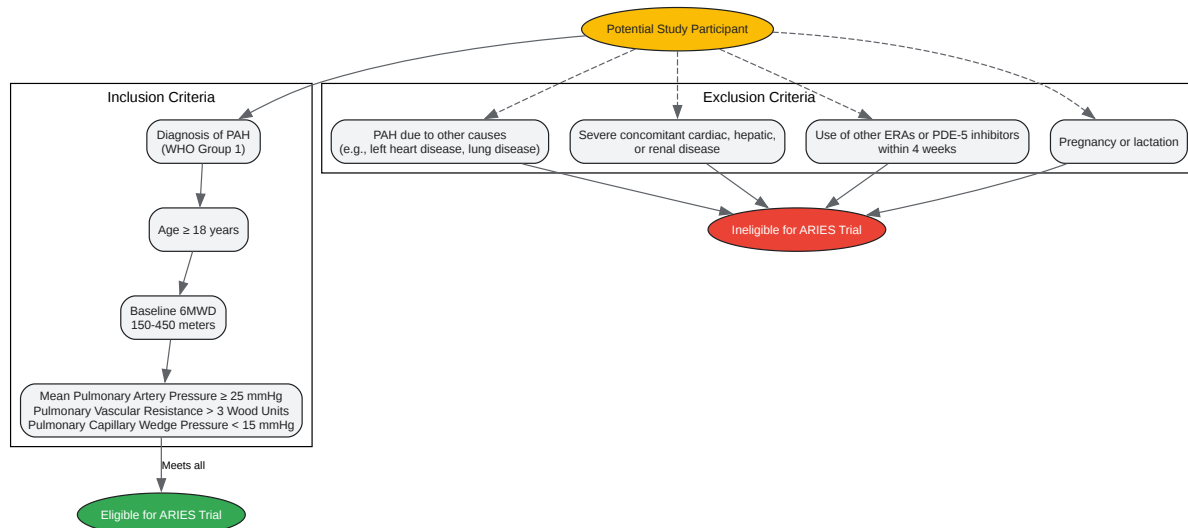 Potential Study Participant
Inclusion Criteria
Exclusion Criteria
Diagnosis of PAH
(WHO Group 1)
PAH due to other causes
(e.g., left heart disease, lung disease)
Severe concomitant cardiac, hepatic,
or renal disease
Use of other ERAs or PDE-5 inhibitors
within 4 weeks
Pregnancy or lactation
Age ≥ 18 years
Ineligible for ARIES Trial
Baseline 6MWD
150-450 meters
Mean Pulmonary Artery Pressure ≥ 25 mmHg
Pulmonary Vascular Resistance > 3 Wood Units
Pulmonary Capillary Wedge Pressure < 15 mmHg
Meets all
Eligible for ARIES Trial